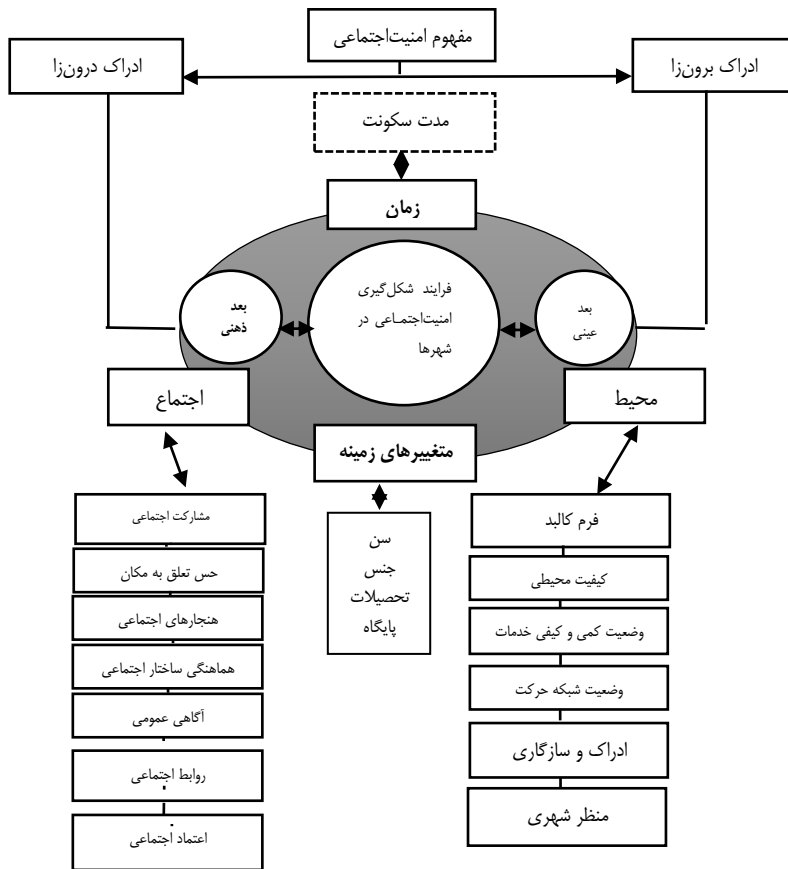 مفهوم امنیت‌اجتماعی
ادراک برون‌زا
ادراک درون‌زا
مدت سکونت
زمان
فرایند شکل‌گیری
امنیت‌اجتمـاعی در
شهرها
بعد
عینی
بعد
ذهنی
محیط
اجتماع
متغییرهای زمینه
فرم کالبد
کیفیت محیطی
وضعیت کمی و کیفی خدمات
وضعیت شبکه حرکت
ادراک و سازگاری
منظر شهری
سن
جنس
تحصیلات
پایگاه
مشارکت اجتماعی
حس تعلق به مکان
هنجارهای اجتماعی
هماهنگی ساختار اجتماعی
آگاهی عمومی
روابط اجتماعی
اعتماد اجتماعی